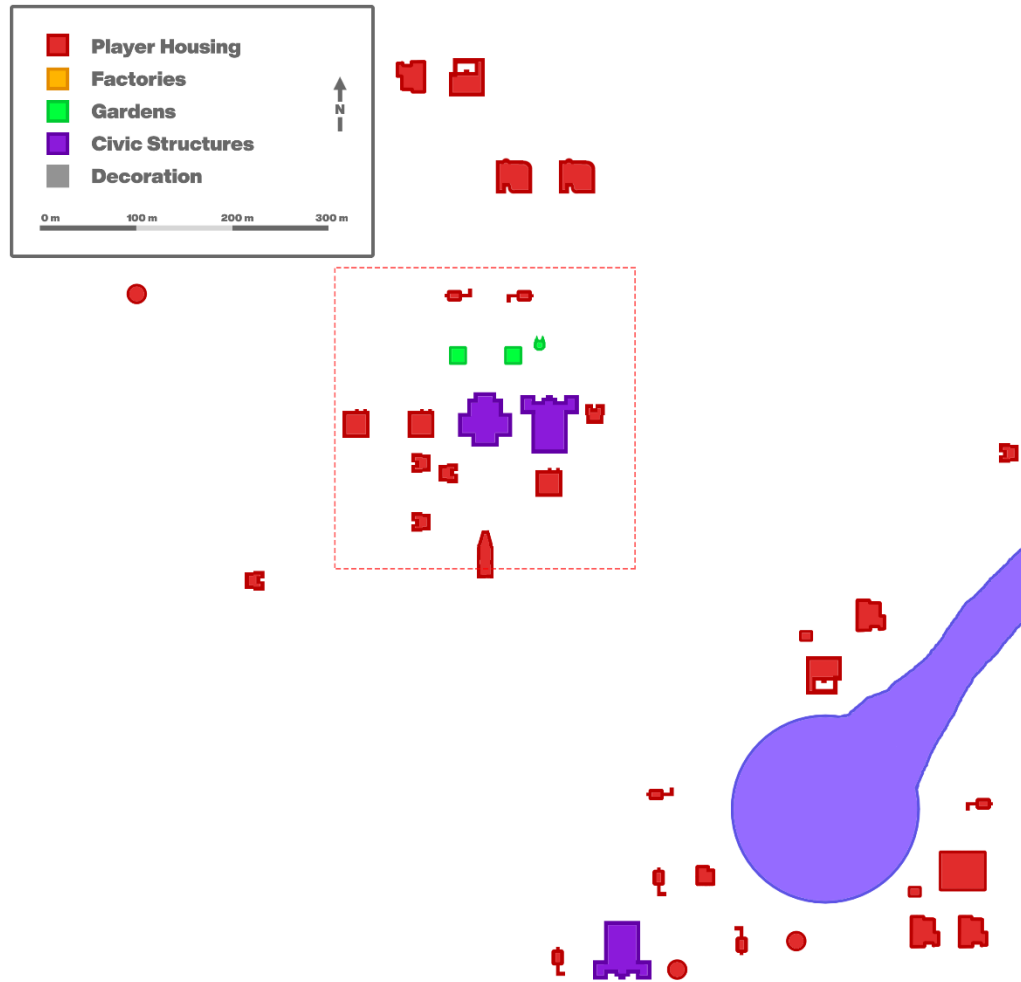 Player Housing
Factories
Gardens
Civic Structures
Decoration
N
0 m 100 m 200 m 300 m